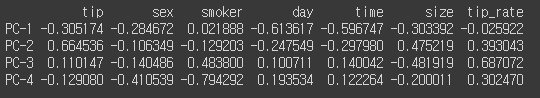 tip sex smoker day time size tip_rate
PC-1 -0.305174 -0.284672 0.021888 -0.613617 -0.596747 -0.303392 -0.025922
PC-2 0.664536 -0.106349 -0.129203 -0.247549 -0.297980 0.475219 0.393043
PC-3 0.110147 -0.140486 0.483800 0.100711 0.140042 -0.481919 0.687072
PC-4 -0.129080 -0.410539 -0.794292 0.193534 0.122264 -0.200011 0.302470